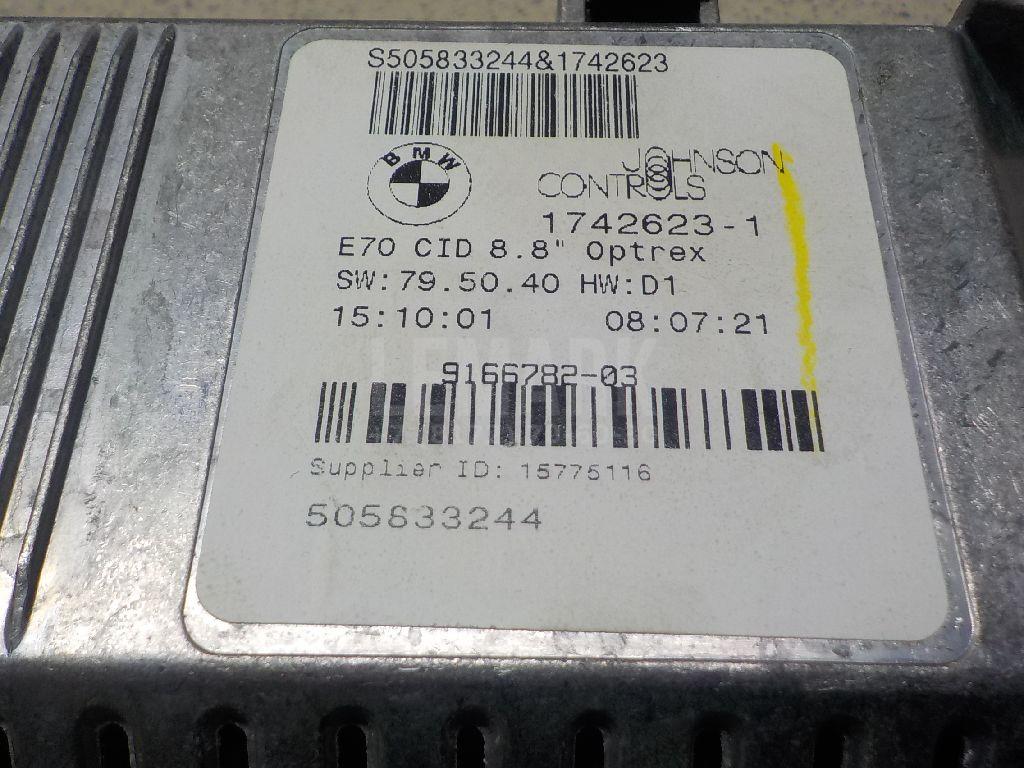 S505833244&1742623
BMW
JOHNSON
CONTROLS
1742623-1
E70 CID 8.8" Optrex
SW:79.50.40 HW:D1
15:10:01 08:07:21
LEMARK
9166782-03
Supplier ID: 15775116
505833244